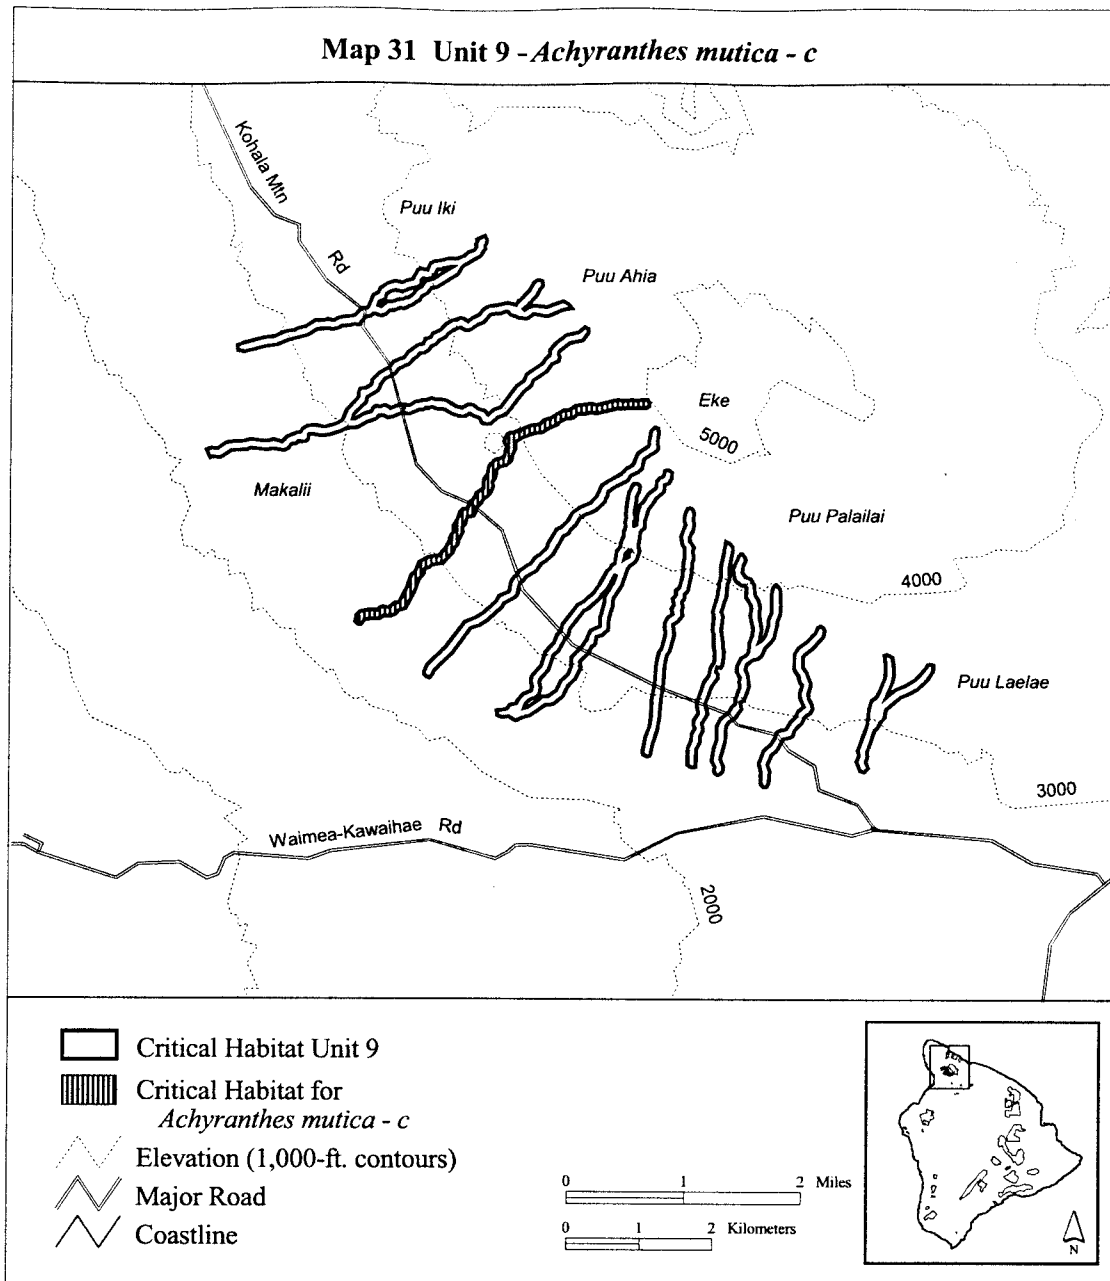 Map 31 Unit 9 - Achyranthes mutica - c
Kohala Mtn
Rd
Puu Iki
Puu Ahia
Eke
5000
Makalii
Puu Palailai
4000
Puu Laelae
3000
Waimea-Kawaihae Rd
2000
Critical Habitat Unit 9
Critical Habitat for
Achyranthes mutica - c
Elevation (1,000-ft. contours)
Major Road
Coastline
0 1 2 Miles
0 1 2 Kilometers
N